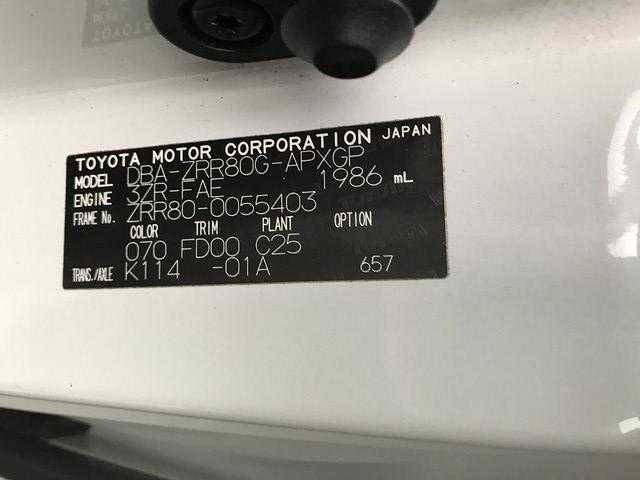 TOYOTA MOTOR CORPORATION JAPAN
MODEL DBA-ZRR80G-APXGP
ENGINE 3ZR-FAE 1986 mL
FRAME No. ZRR80-0055403
COLOR TRIM PLANT OPTION
070 FD00 C25
TRANS./AXLE K114 -01A 657